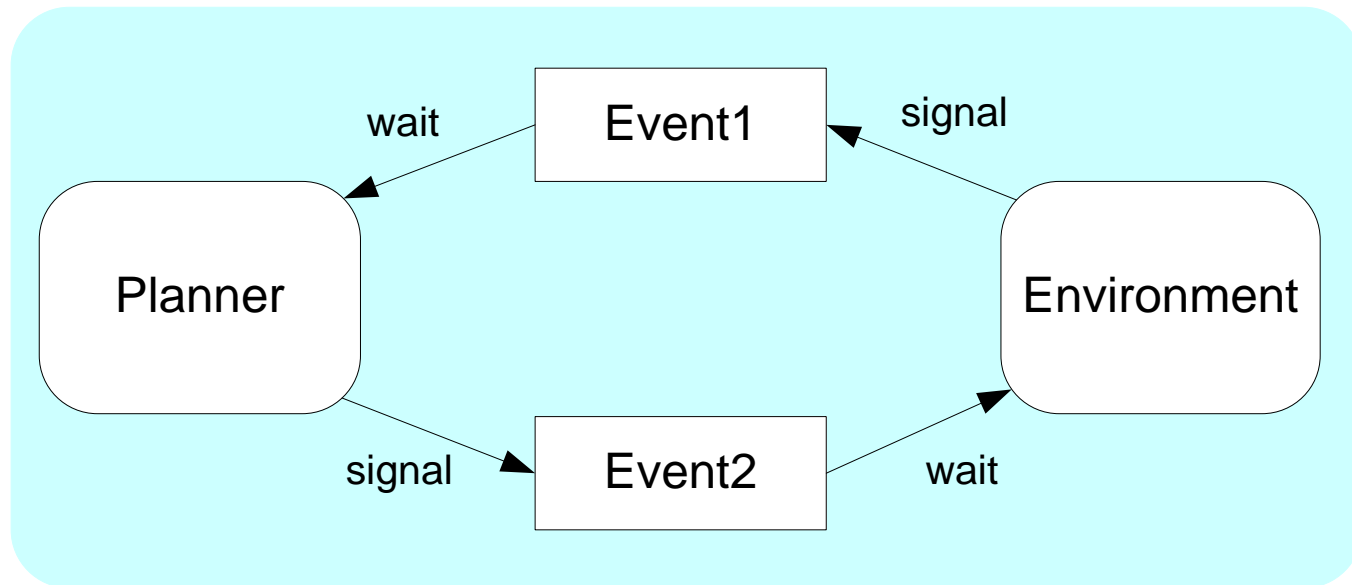 wait
Event1
signal
Planner
Environment
signal
Event2
wait